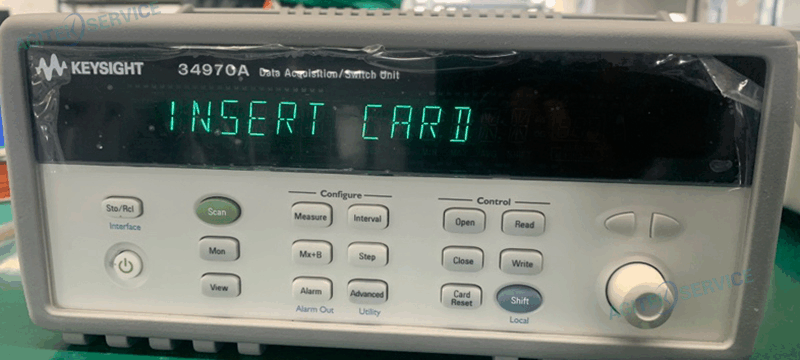 KEYSIGHT 34970A Data Acquisition/Switch Unit
INSERT CARD
Configure
Control
Sto/Rcl
Scan
Measure
Interval
Open
Read
Interface
Mon
Mx+B
Step
Close
Write
View
Alarm
Advanced
Card Reset
Shift
Alarm Out
Utility
Local